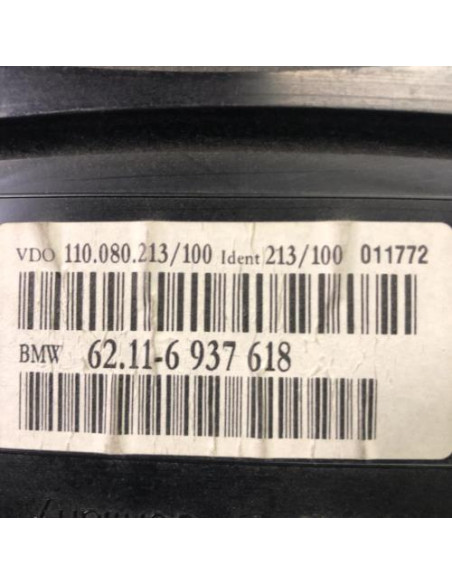 VDO 110.080.213/100 Ident 213/100 011772
BMW 62.11-6 937 618